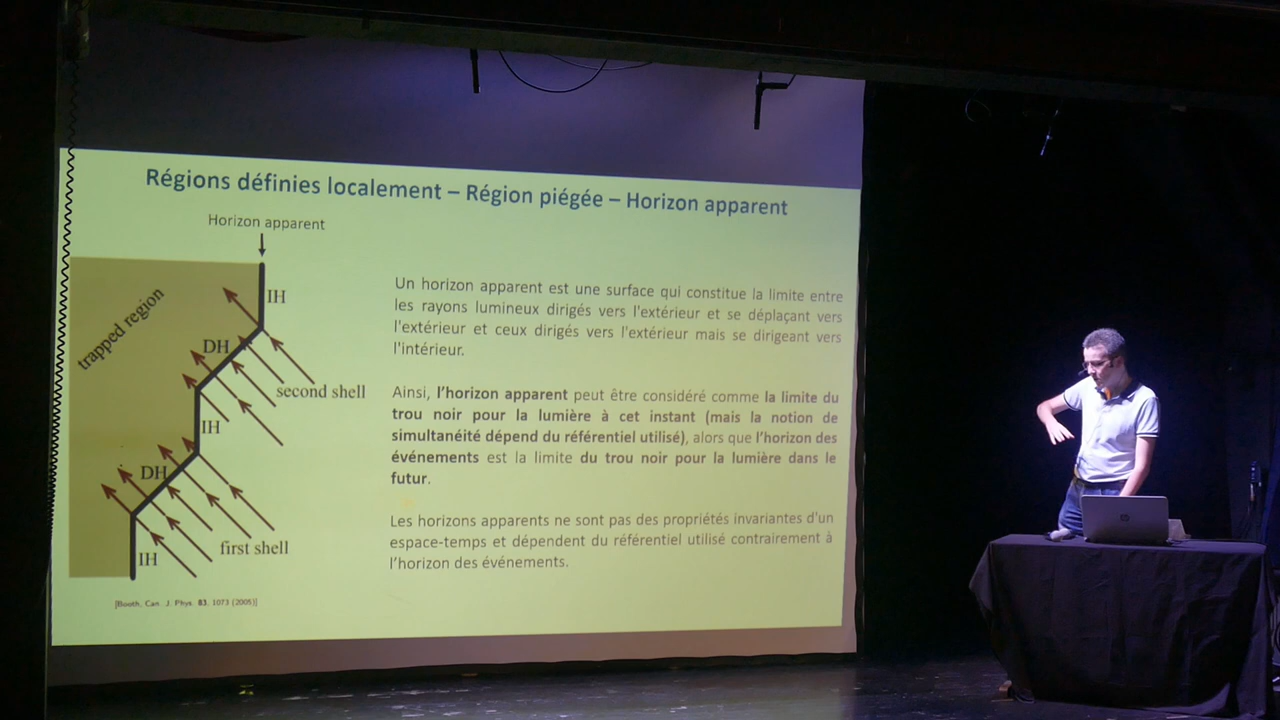 Régions définies localement – Région piégée – Horizon apparent
Horizon apparent
IH
trapped region
DH
second shell
IH
DH
first shell
IH
[Booth, Can. J. Phys. 83, 1073 (2005)]
Un horizon apparent est une surface qui constitue la limite entre
les rayons lumineux dirigés vers l'extérieur et se déplaçant vers
l'extérieur et ceux dirigés vers l'extérieur mais se dirigeant vers
l'intérieur.
Ainsi, l'horizon apparent peut être considéré comme la limite du
trou noir pour la lumière à cet instant (mais la notion de
simultanéité dépend du référentiel utilisé), alors que l'horizon des
événements est la limite du trou noir pour la lumière dans le
futur.
Les horizons apparents ne sont pas des propriétés invariantes d'un
espace-temps et dépendent du référentiel utilisé contrairement à
l'horizon des événements.
hp